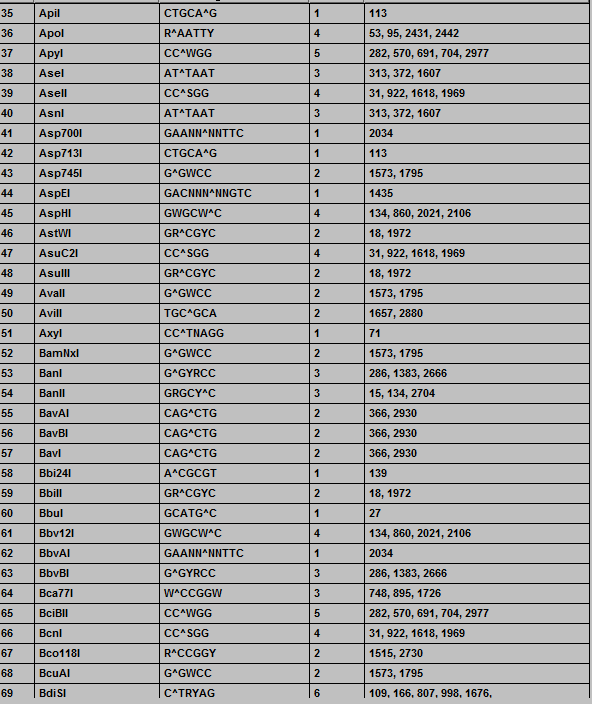 35 ApiI CTGCA^G 1 113
36 ApoI R^AATTY 4 53, 95, 2431, 2442
37 ApyI CC^WGG 5 282, 570, 691, 704, 2977
38 AseI AT^TAAT 3 313, 372, 1607
39 AseII CC^SGG 4 31, 922, 1618, 1969
40 AsnI AT^TAAT 3 313, 372, 1607
41 Asp700I GAANN^NNTTC 1 2034
42 Asp713I CTGCA^G 1 113
43 Asp745I G^GWCC 2 1573, 1795
44 AspEI GACNNN^NNGTC 1 1435
45 AspHI GWGCW^C 4 134, 860, 2021, 2106
46 AstWI GR^CGYC 2 18, 1972
47 AsuC2I CC^SGG 4 31, 922, 1618, 1969
48 AsuIII GR^CGYC 2 18, 1972
49 AvaII G^GWCC 2 1573, 1795
50 AviII TGC^GCA 2 1657, 2880
51 AxyI CC^TNAGG 1 71
52 BamNxI G^GWCC 2 1573, 1795
53 BanI G^GYRCC 3 286, 1383, 2666
54 BanII GRGCY^C 3 15, 134, 2704
55 BavAI CAG^CTG 2 366, 2930
56 BavBI CAG^CTG 2 366, 2930
57 BavI CAG^CTG 2 366, 2930
58 Bbi24I A^CGCGT 1 139
59 BbiII GR^CGYC 2 18, 1972
60 BbuI GCATG^C 1 27
61 Bbv12I GWGCW^C 4 134, 860, 2021, 2106
62 BbvAI GAANN^NNTTC 1 2034
63 BbvBI G^GYRCC 3 286, 1383, 2666
64 Bca77I W^CCGGW 3 748, 895, 1726
65 BciBII CC^WGG 5 282, 570, 691, 704, 2977
66 BcnI CC^SGG 4 31, 922, 1618, 1969
67 Bco118I R^CCGGY 2 1515, 2730
68 BcuAI G^GWCC 2 1573, 1795
69 BdiSI C^TRYAG 6 109, 166, 807, 998, 1676,